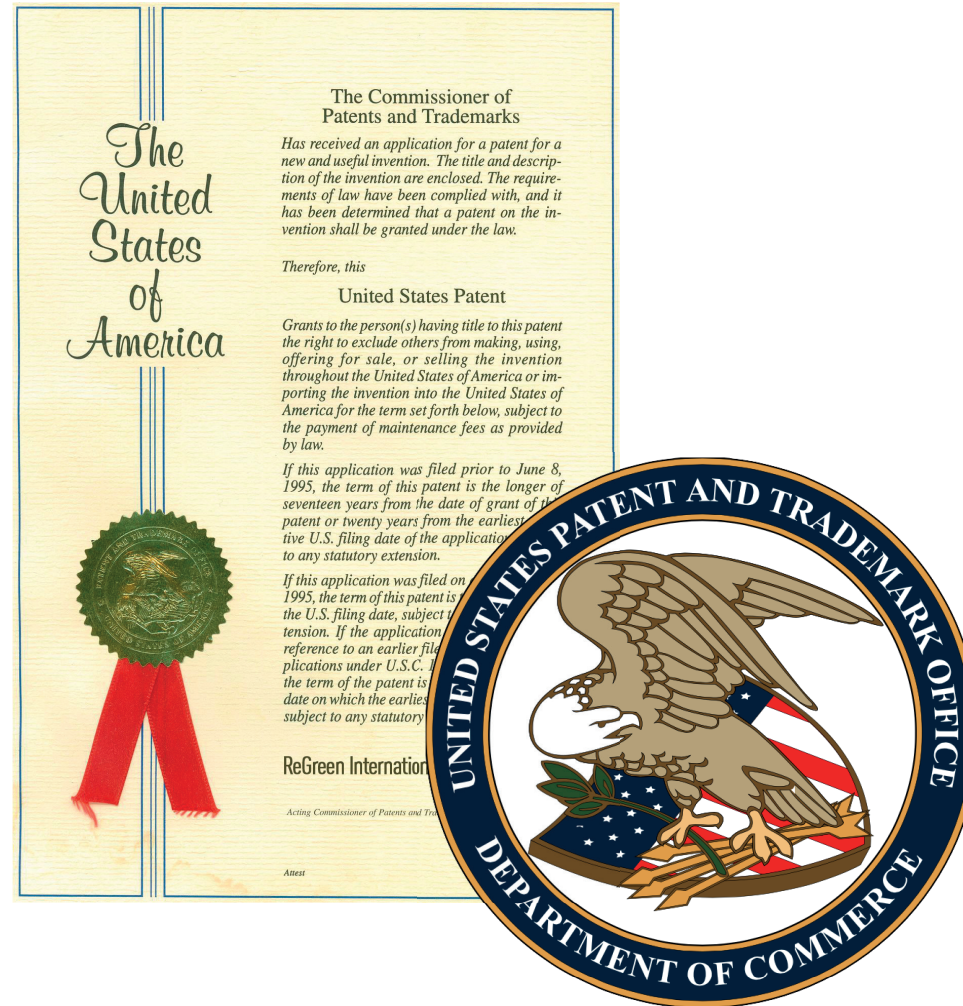 The
United
States
of
America
The Commissioner of
Patents and Trademarks
Has received an application for a patent for a
new and useful invention. The title and descrip-
tion of the invention are enclosed. The require-
ments of law have been complied with, and it
has been determined that a patent on the in-
vention shall be granted under the law.
Therefore, this
United States Patent
Grants to the person(s) having title to this patent
the right to exclude others from making, using,
offering for sale, or selling the invention
throughout the United States of America or im-
porting the invention into the United States of
America for the term set forth below, subject to
the payment of maintenance fees as provided
by law.
If this application was filed prior to June 8,
1995, the term of this patent is the longer of
seventeen years from the date of grant of this
patent or twenty years from the earliest
tive U.S. filing date of the application
to any statutory extension.
If this application was filed on
1995, the term of this patent is
the U.S. filing date, subject
tension. If the application
reference to an earlier
plications under U.S.C.
the term of the patent is
date on which the
subject to any statutory
ReGreen
Acting Commissioner of Patents and
Attest
PATENT AND TRADEMARK OFFICE
UNITED STATES
UNITED STATES PATENT AND TRADEMARK OFFICE
DEPARTMENT OF COMMERCE